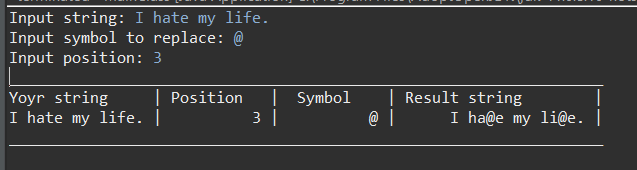 Input string: I hate my life.
Input symbol to replace: @
Input position: 3
Yoyr string | Position | Symbol | Result string |
I hate my life. | 3 | @ | I ha@e my li@e. |